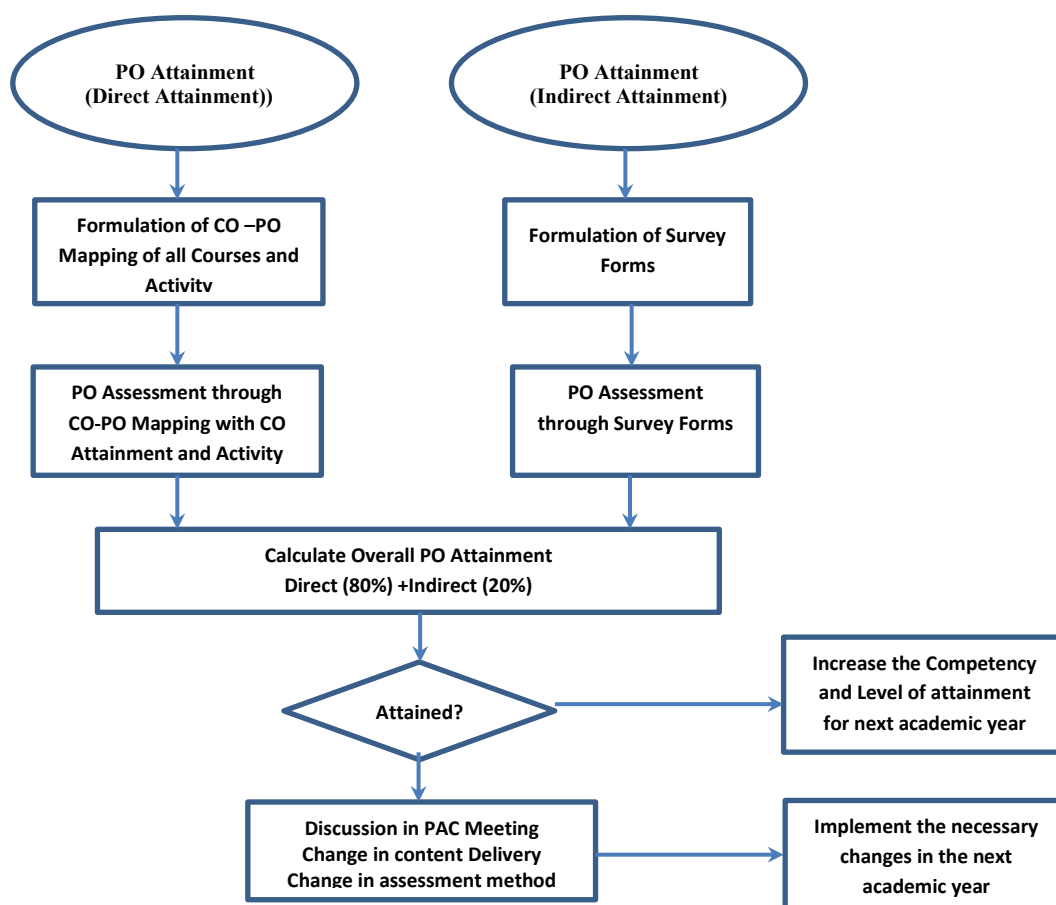 PO Attainment
(Direct Attainment))
PO Attainment
(Indirect Attainment)
Formulation of CO –PO
Mapping of all Courses and
Activity
Formulation of Survey
Forms
PO Assessment through
CO-PO Mapping with CO
Attainment and Activity
PO Assessment
through Survey Forms
Calculate Overall PO Attainment
Direct (80%) +Indirect (20%)
Attained?
Increase the Competency
and Level of attainment
for next academic year
Discussion in PAC Meeting
Change in content Delivery
Change in assessment method
Implement the necessary
changes in the next
academic year